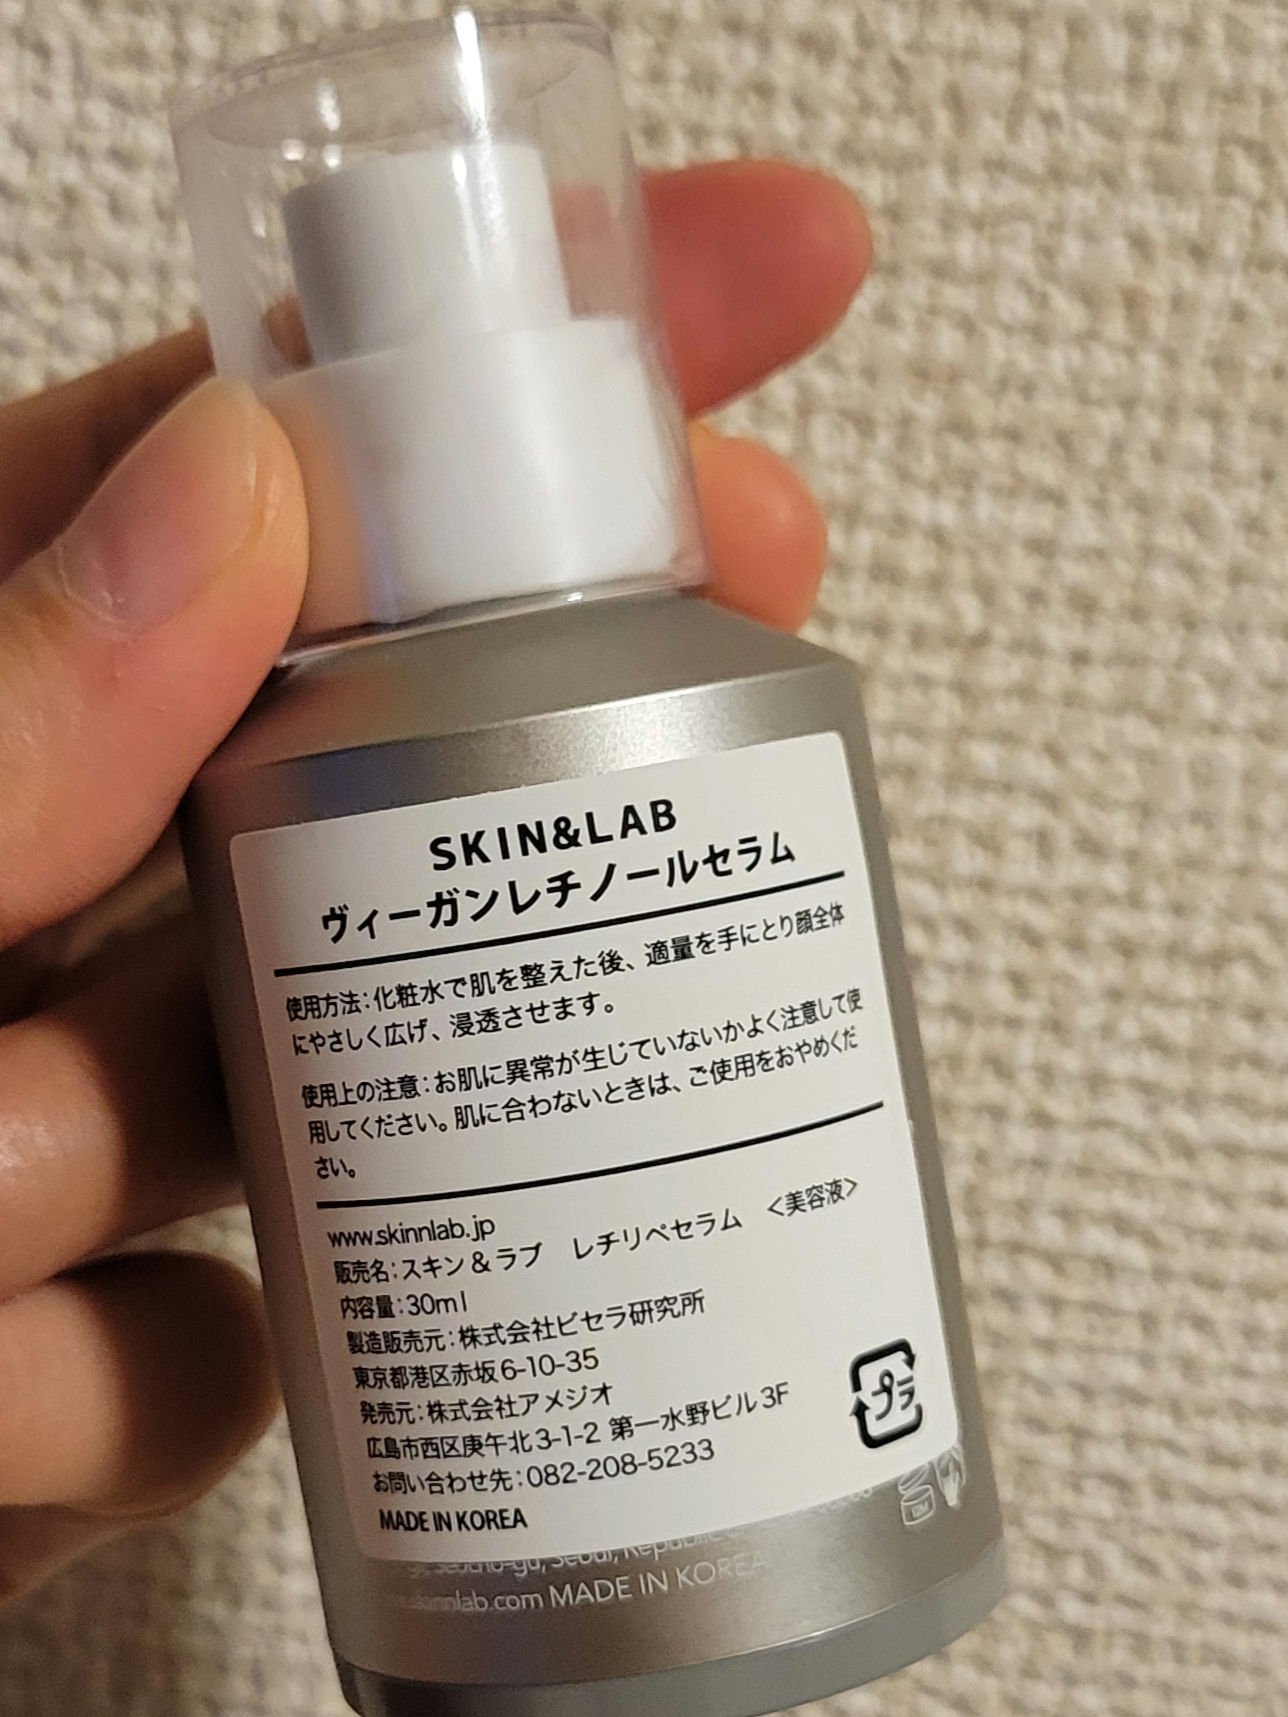 SKIN&LAB
ヴィーガンレチノールセラム
使用方法：化粧水で肌を整えた後、適量を手にとり顔全体
にやさしく広げ、浸透させます。
使用上の注意：お肌に異常が生じていないかよく注意して使
用してください。肌に合わないときは、ご使用をおやめくだ
さい。
www.skinnlab.jp
販売名：スキン＆ラブ　レチリペセラム　＜美容液＞
内容量：30ml
製造販売元：株式会社ビセラ研究所
東京都港区赤坂6-10-35
発売元：株式会社アメジオ
広島市西区庚午北3-1-2 第一水野ビル3F
お問い合わせ先：082-208-5233
プラ
MADE IN KOREA
Seocho-gu, Seoul, Republic
skinnlab.com MADE IN KOREA